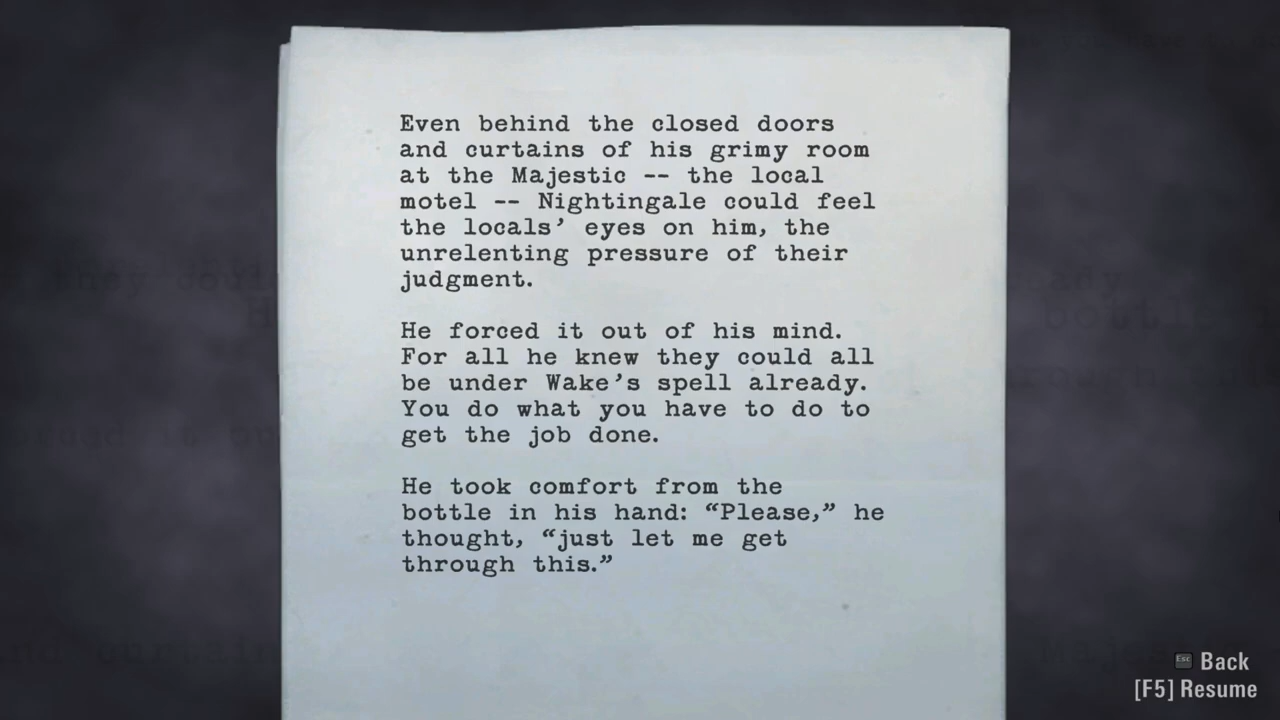 Even behind the closed doors
and curtains of his grimy room
at the Majestic -- the local
motel -- Nightingale could feel
the locals’ eyes on him, the
unrelenting pressure of their
judgment.
He forced it out of his mind.
For all he knew they could all
be under Wake’s spell already.
You do what you have to do to
get the job done.
He took comfort from the
bottle in his hand: “Please,” he
thought, “just let me get
through this.”
Esc Back
[F5] Resume